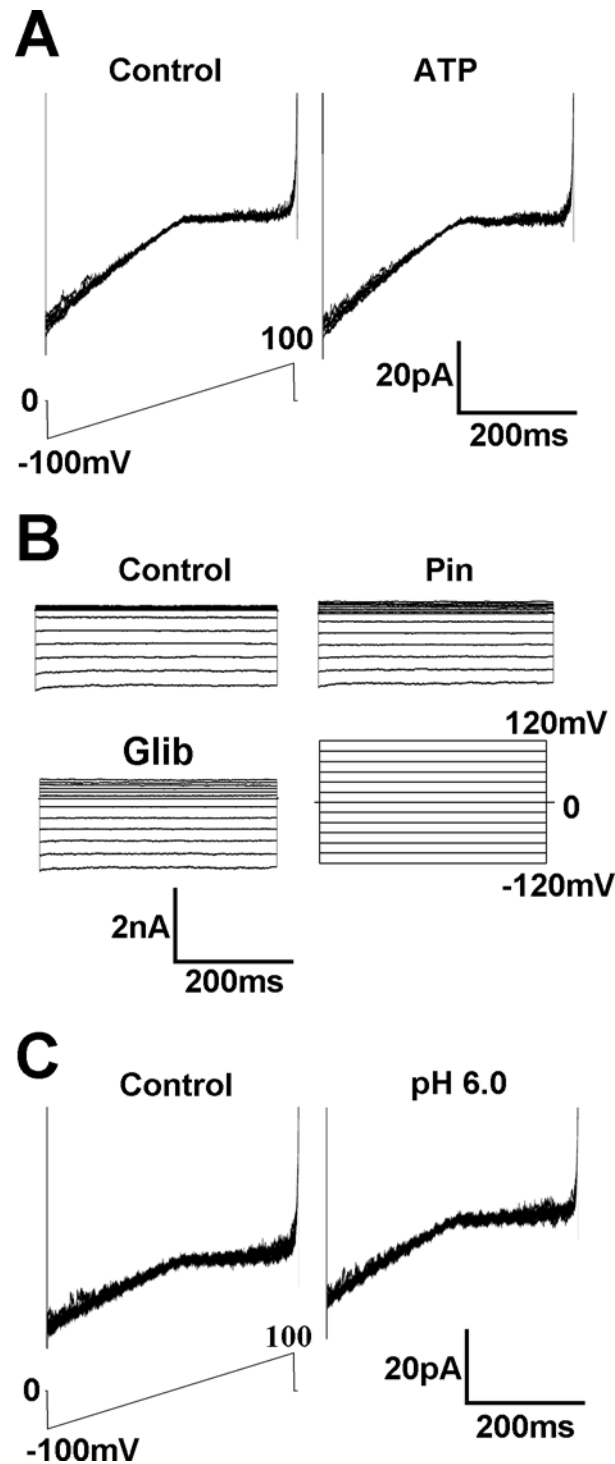 A
Control ATP
100
0
-100mV
20pA
200ms
B
Control Pin
Glib
120mV
0
-120mV
2nA
200ms
C
Control pH 6.0
100
0
-100mV
20pA
200ms